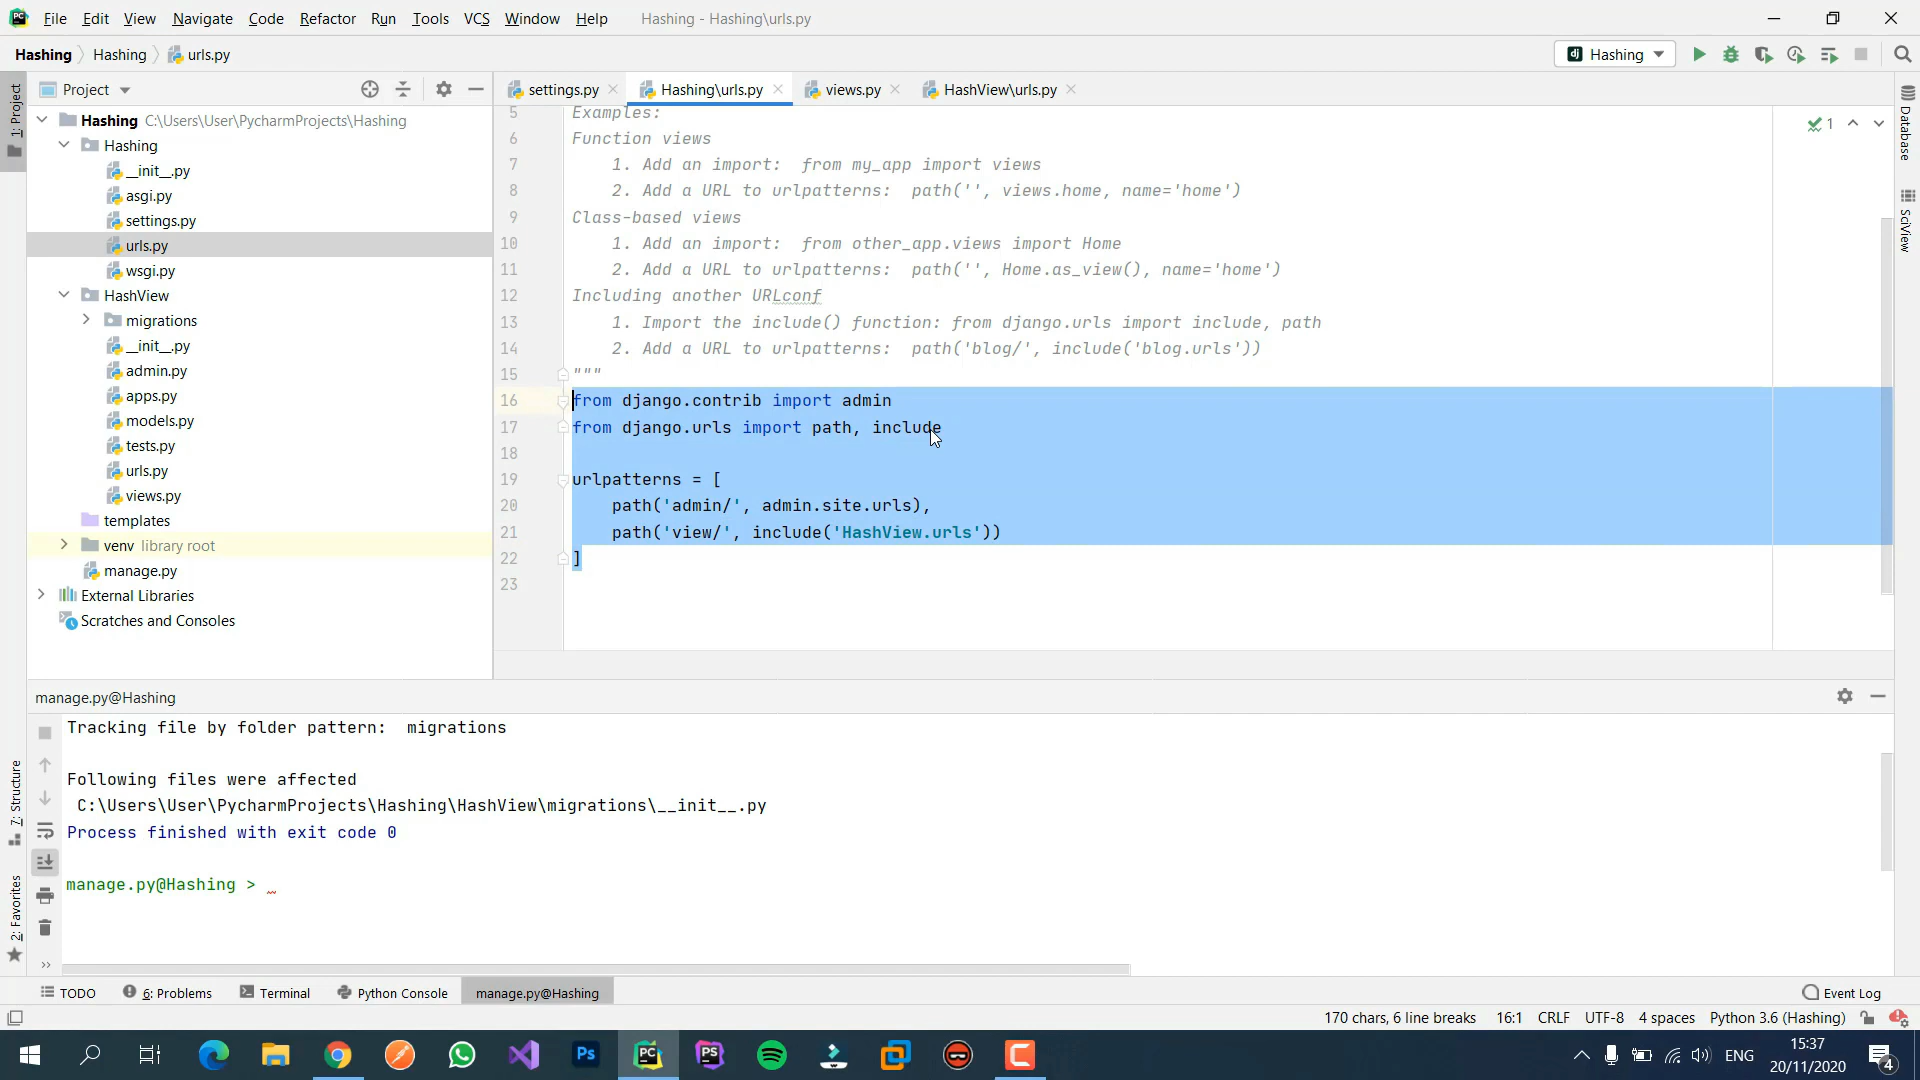 File Edit View Navigate Code Refactor Run Tools VCS Window Help Hashing - Hashing\urls.py
Hashing Hashing urls.py Hashing
Project
settings.py Hashing\urls.py views.py HashView\urls.py
1: Project
Hashing C:\Users\User\PycharmProjects\Hashing
Hashing
__init__.py
asgi.py
settings.py
urls.py
wsgi.py
HashView
migrations
__init__.py
admin.py
apps.py
models.py
tests.py
urls.py
views.py
templates
venv library root
manage.py
External Libraries
Scratches and Consoles
5 Examples:
6 Function views
7 1. Add an import: from my_app import views
8 2. Add a URL to urlpatterns: path('', views.home, name='home')
9 Class-based views
10 1. Add an import: from other_app.views import Home
11 2. Add a URL to urlpatterns: path('', Home.as_view(), name='home')
12 Including another URLconf
13 1. Import the include() function: from django.urls import include, path
14 2. Add a URL to urlpatterns: path('blog/', include('blog.urls'))
15 """
16 from django.contrib import admin
17 from django.urls import path, include
18
19 urlpatterns = [
20 path('admin/', admin.site.urls),
21 path('view/', include('HashView.urls'))
22 ]
23
1
Database
SciView
manage.py@Hashing
Tracking file by folder pattern: migrations
Following files were affected
C:\Users\User\PycharmProjects\Hashing\HashView\migrations\__init__.py
Process finished with exit code 0
manage.py@Hashing >
7: Structure
2: Favorites
TODO 6: Problems Terminal Python Console manage.py@Hashing Event Log
170 chars, 6 line breaks 16:1 CRLF UTF-8 4 spaces Python 3.6 (Hashing)
ENG 15:37
20/11/2020
4